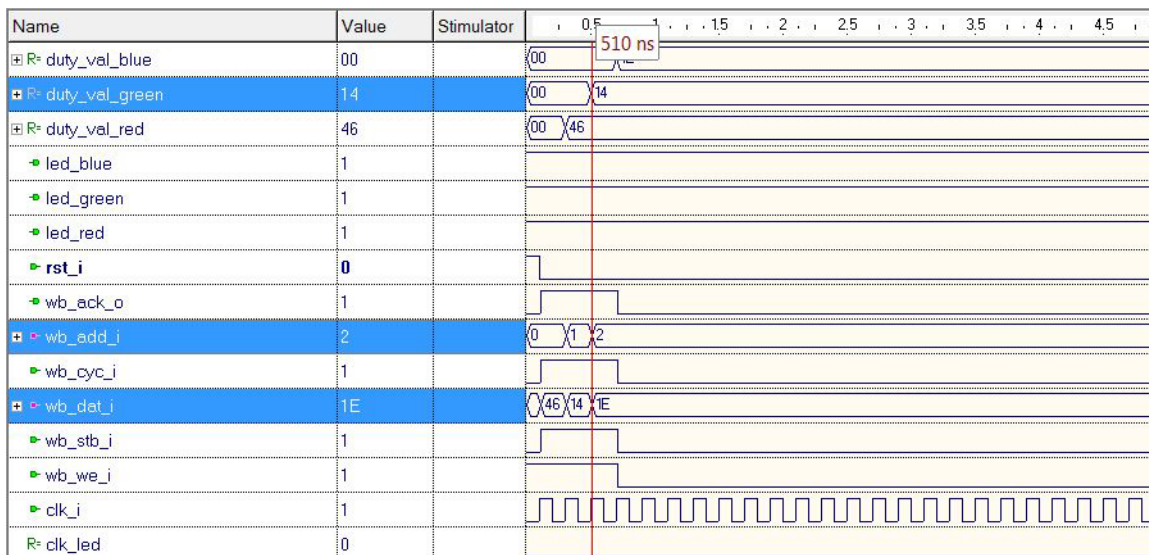 Name Value Stimulator 0.5 1 1.5 2 2.5 3 3.5 4 4.5
510 ns
duty_val_blue 00 00 1E
duty_val_green 14 00 14
duty_val_red 46 00 46
led_blue 1
led_green 1
led_red 1
rst_i 0
wb_ack_o 1
wb_add_i 2 0 1 2
wb_cyc_i 1
wb_dat_i 1E 46 14 1E
wb_stb_i 1
wb_we_i 1
clk_i 1
clk_led 0